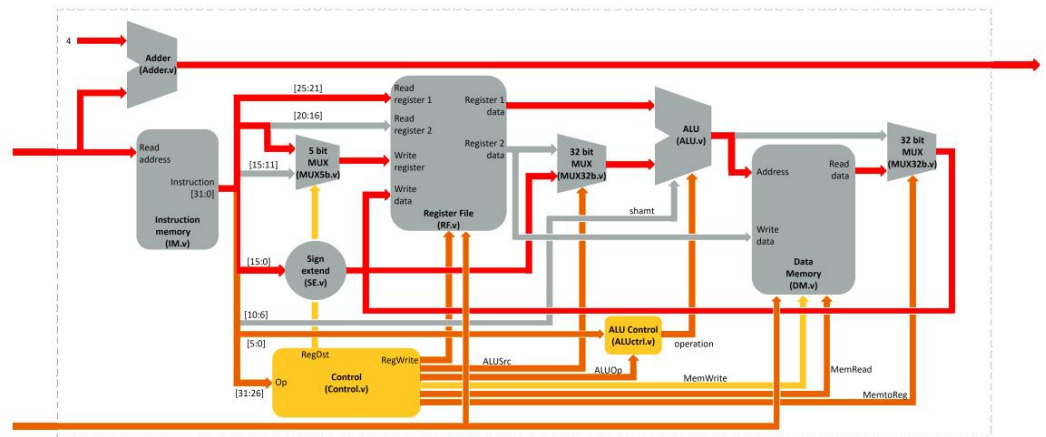 4
Adder
(Adder.v)
[25:21]
[20:16]
[15:11]
Read
register 1
Read
register 2
Write
register
Write
data
Register 1
data
Register 2
data
Register File
(RF.v)
Read
address
Instruction
[31:0]
Instruction
memory
(IM.v)
5 bit
MUX
(MUX5b.v)
32 bit
MUX
(MUX32b.v)
ALU
(ALU.v)
32 bit
MUX
(MUX32b.v)
Address
Read
data
Write
data
Data
Memory
(DM.v)
shamt
[15:0]
Sign
extend
(SE.v)
[10:6]
[5:0]
ALU Control
(ALUctrl.v)
operation
RegDst
RegWrite
ALUSrc
ALUOp
MemWrite
MemRead
MemtoReg
Op
Control
(Control.v)
[31:26]